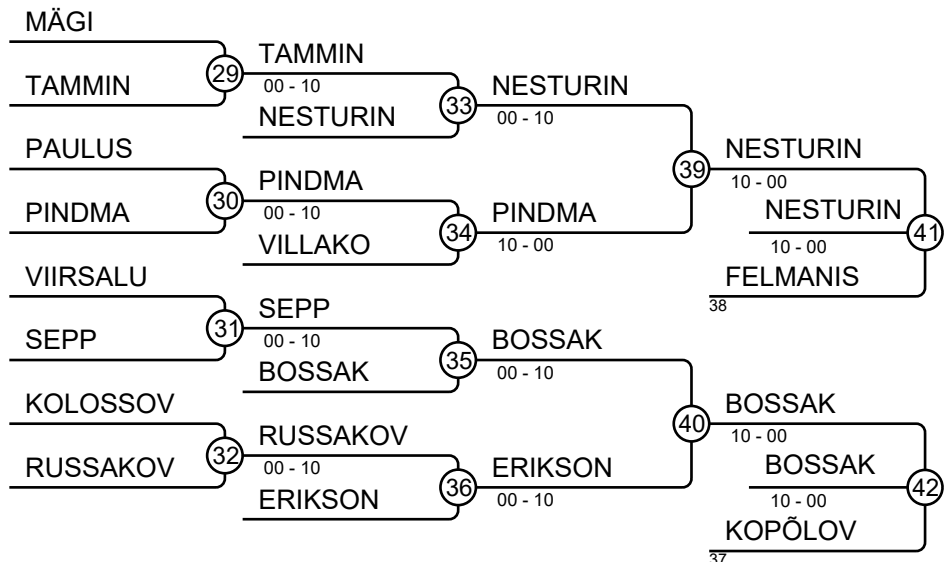 MÄGI
29
TAMMIN
00 - 10
TAMMIN
NESTURIN
33
NESTURIN
00 - 10
PAULUS
30
PINDMA
00 - 10
PINDMA
VILLAKO
34
PINDMA
10 - 00
39
NESTURIN
10 - 00
NESTURIN
10 - 00
41
FELMANIS
38
VIIRSALU
31
SEPP
00 - 10
SEPP
BOSSAK
35
BOSSAK
00 - 10
KOLOSSOV
32
RUSSAKOV
00 - 10
RUSSAKOV
ERIKSON
36
ERIKSON
00 - 10
40
BOSSAK
10 - 00
BOSSAK
10 - 00
42
KOPÕLOV
37